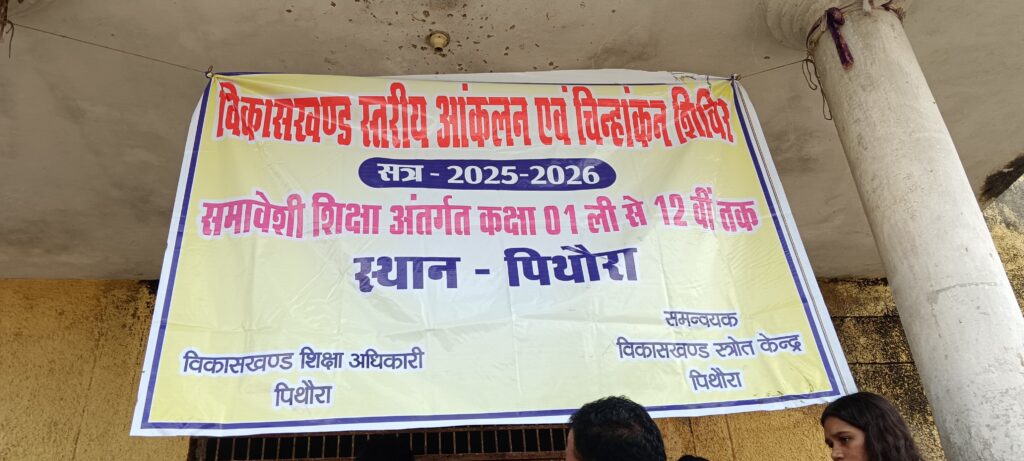 विकासखण्ड स्तरीय आंकलन एवं चिन्हांकन शिविर
सत्र - 2025-2026
समावेशी शिक्षा अंतर्गत कक्षा 01 ली से 12 वीं तक
स्थान - पिथौरा
विकासखण्ड शिक्षा अधिकारी
पिथौरा
समन्वयक
विकासखण्ड स्त्रोत केन्द्र
पिथौरा